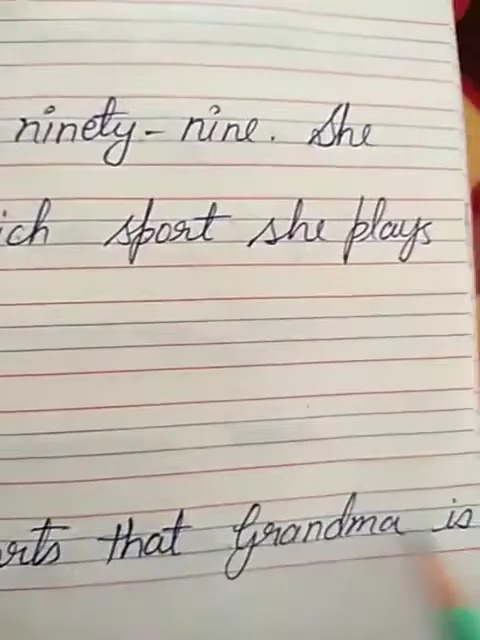 ninety-nine. She
ich sport she plays
rts that Grandma is